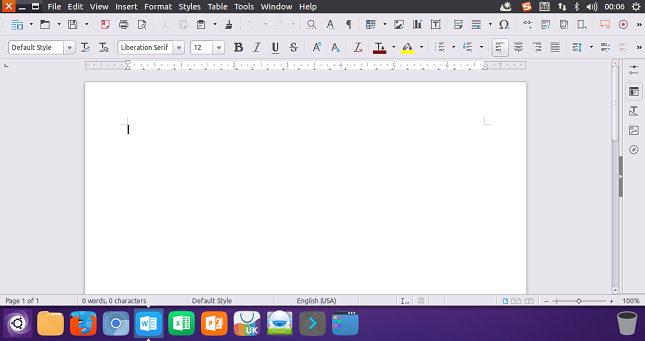 File Edit View Insert Format Styles Table Tools Window Help 00:06
Default Style Liberation Serif 12
Page 1 of 1 0 words, 0 characters Default Style English (USA) 100%
UK